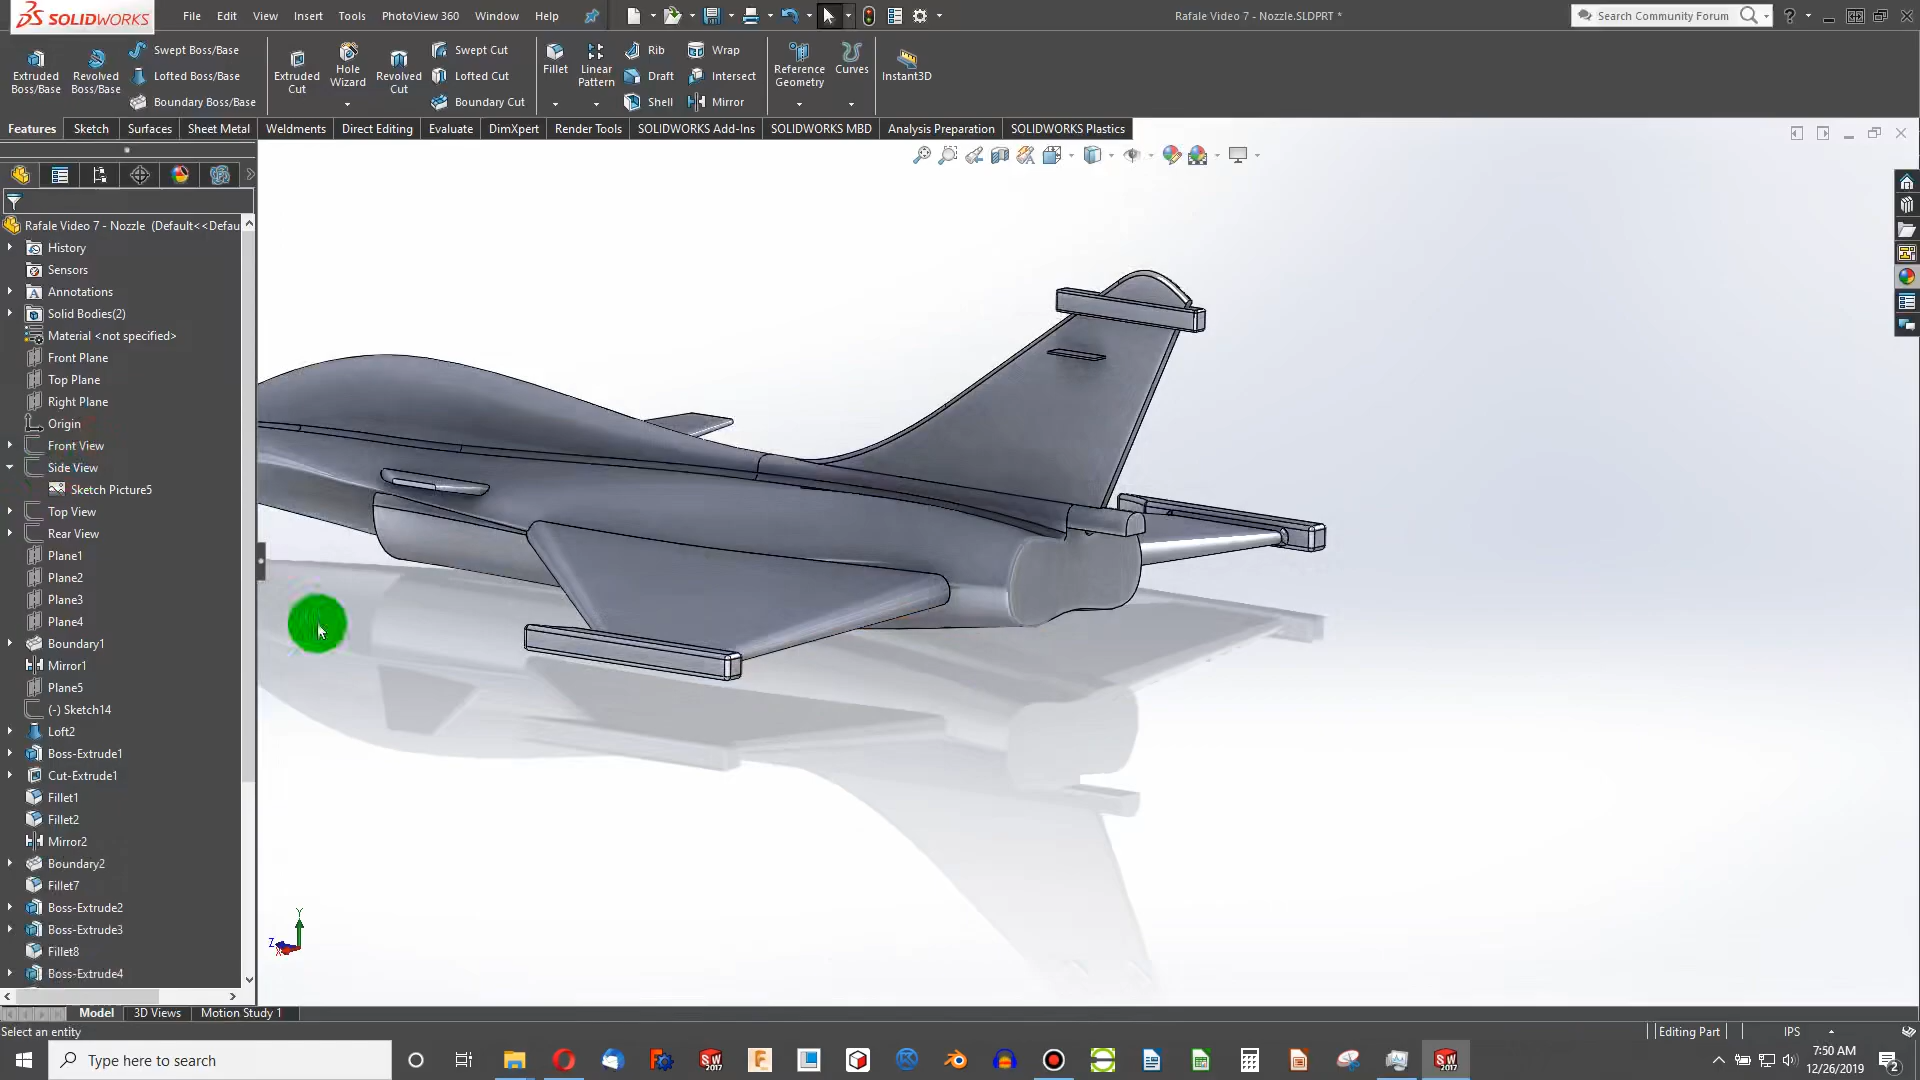 SOLIDWORKS File Edit View Insert Tools PhotoView 360 Window Help Rafale Video 7 - Nozzle.SLDPRT * Search Community Forum ?
Extruded Boss/Base
Revolved Boss/Base
Swept Boss/Base
Lofted Boss/Base
Boundary Boss/Base
Extruded Cut
Hole Wizard
Revolved Cut
Swept Cut
Lofted Cut
Boundary Cut
Fillet
Linear Pattern
Rib
Draft
Shell
Wrap
Intersect
Mirror
Reference Geometry
Curves
Instant3D
Features Sketch Surfaces Sheet Metal Weldments Direct Editing Evaluate DimXpert Render Tools SOLIDWORKS Add-Ins SOLIDWORKS MBD Analysis Preparation SOLIDWORKS Plastics
Rafale Video 7 - Nozzle (Default<<Defau
History
Sensors
Annotations
Solid Bodies(2)
Material <not specified>
Front Plane
Top Plane
Right Plane
Origin
Front View
Side View
Sketch Picture5
Top View
Rear View
Plane1
Plane2
Plane3
Plane4
Boundary1
Mirror1
Plane5
(-) Sketch14
Loft2
Boss-Extrude1
Cut-Extrude1
Fillet1
Fillet2
Mirror2
Boundary2
Fillet7
Boss-Extrude2
Boss-Extrude3
Fillet8
Boss-Extrude4
Y
Z
X
Model 3D Views Motion Study 1
Select an entity Editing Part IPS
Type here to search
7:50 AM
12/26/2019
2